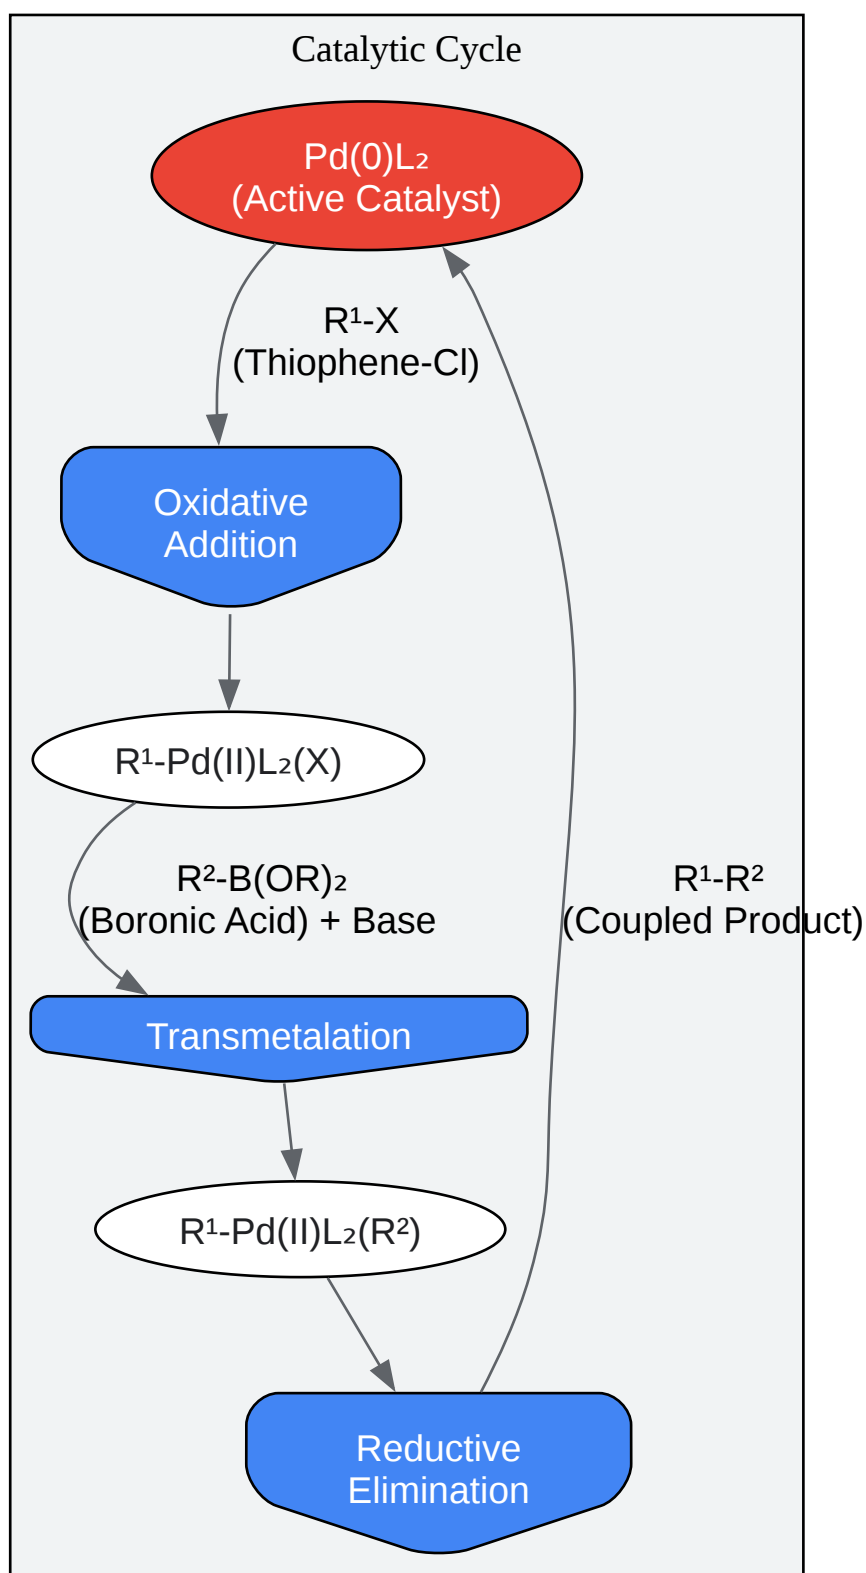 Catalytic Cycle
Pd(0)L₂
(Active Catalyst)
R¹-X
(Thiophene-Cl)
Oxidative
Addition
R¹-Pd(II)L₂(X)
R²-B(OR)₂
(Boronic Acid) + Base
R¹-R²
(Coupled Product)
Transmetalation
R¹-Pd(II)L₂(R²)
Reductive
Elimination